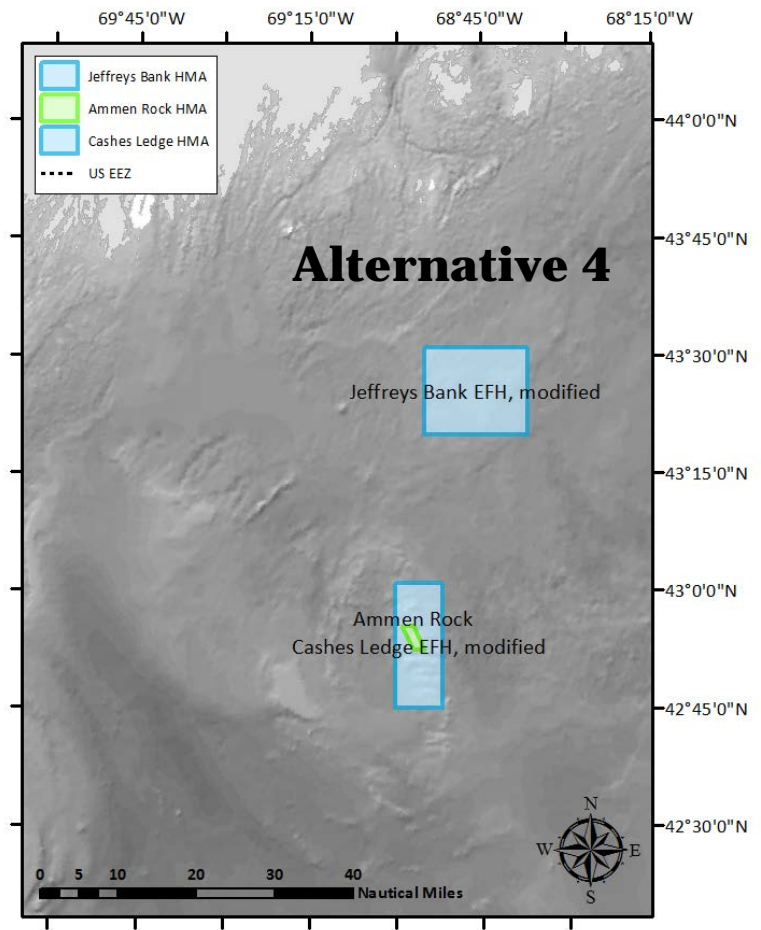 69°45'0"W 69°15'0"W 68°45'0"W 68°15'0"W
Jeffreys Bank HMA
Ammen Rock HMA
Cashes Ledge HMA
US EEZ
44°0'0"N
43°45'0"N
Alternative 4
43°30'0"N
Jeffreys Bank EFH, modified
43°15'0"N
43°0'0"N
Ammen Rock
Cashes Ledge EFH, modified
42°45'0"N
42°30'0"N
N
W E
S
0 5 10 20 30 40
Nautical Miles